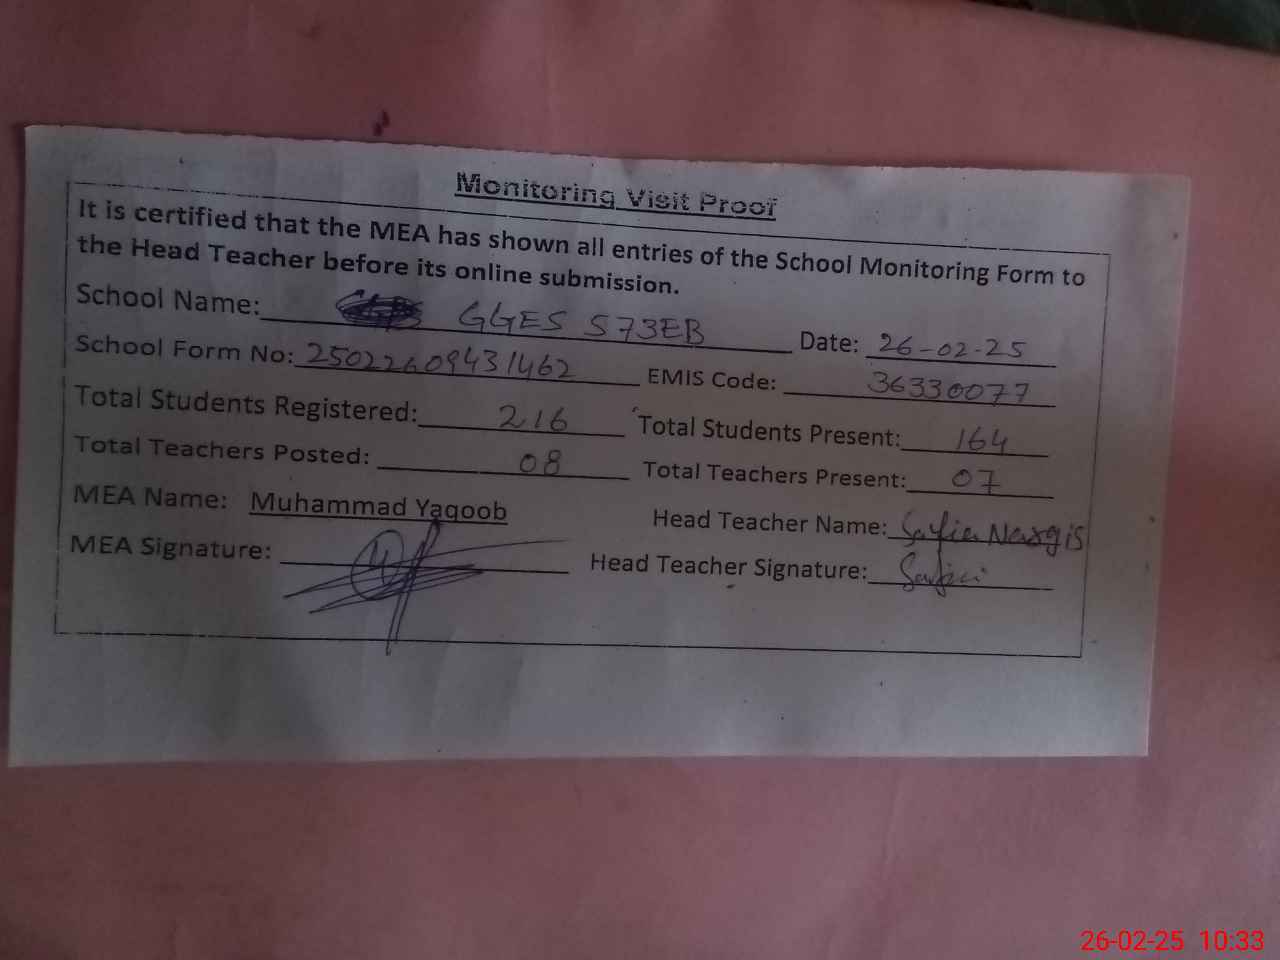 Monitoring Visit Proof
It is certified that the MEA has shown all entries of the School Monitoring Form to
the Head Teacher before its online submission.
School Name: GGES 573EB Date: 26-02-25
School Form No: 25022609431462 EMIS Code: 36330077
Total Students Registered: 216 Total Students Present: 164
Total Teachers Posted: 08 Total Teachers Present: 07
MEA Name: Muhammad Yaqoob Head Teacher Name: Safia Nargis
MEA Signature: Head Teacher Signature:
26-02-25 10:33